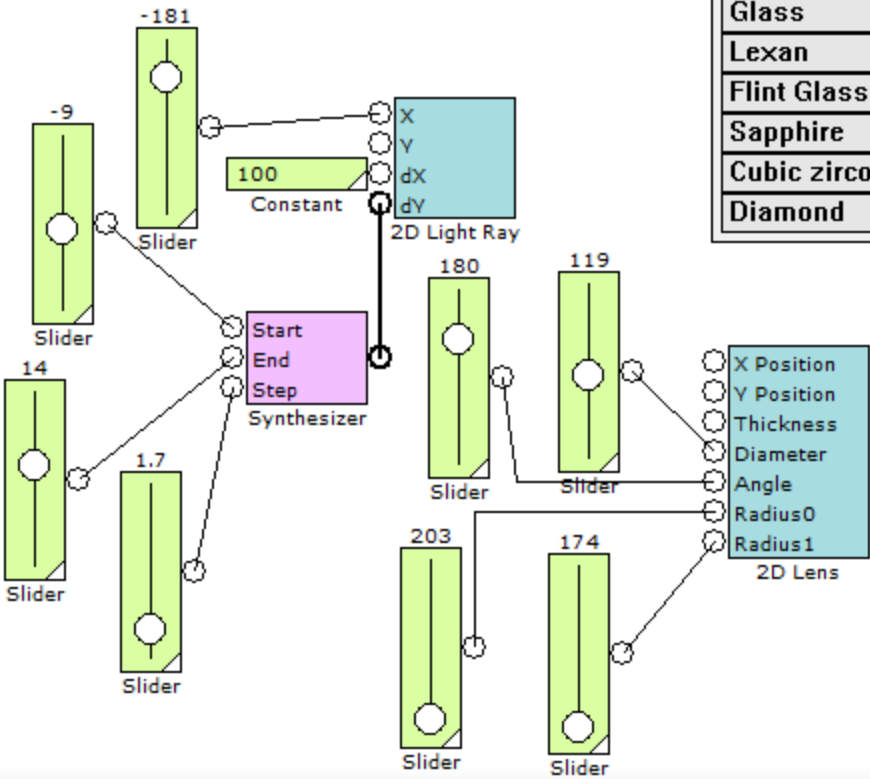 -181
Slider
-9
Slider
100
Constant
X
Y
dX
dY
2D Light Ray
Glass
Lexan
Flint Glass
Sapphire
Cubic zirco
Diamond
Start
End
Step
Synthesizer
14
Slider
1.7
Slider
180
Slider
119
Slider
X Position
Y Position
Thickness
Diameter
Angle
Radius0
Radius1
2D Lens
203
Slider
174
Slider